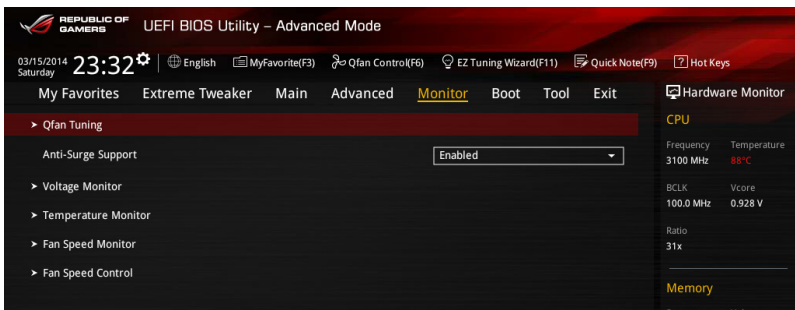 REPUBLIC OF
GAMERS
UEFI BIOS Utility – Advanced Mode
03/15/2014
Saturday
23:32
English
MyFavorite(F3)
Qfan Control(F6)
EZ Tuning Wizard(F11)
Quick Note(F9)
? Hot Keys
My Favorites
Extreme Tweaker
Main
Advanced
Monitor
Boot
Tool
Exit
Hardware Monitor
> Qfan Tuning
Anti-Surge Support
Enabled
> Voltage Monitor
> Temperature Monitor
> Fan Speed Monitor
> Fan Speed Control
CPU
Frequency Temperature
3100 MHz 88°C
BCLK Vcore
100.0 MHz 0.928 V
Ratio
31x
Memory